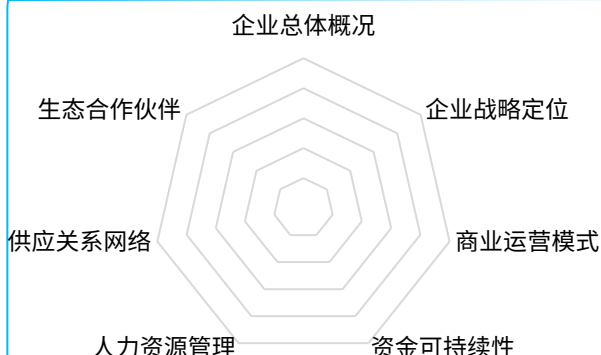 企业总体概况
生态合作伙伴
企业战略定位
供应关系网络
商业运营模式
人力资源管理
资金可持续性